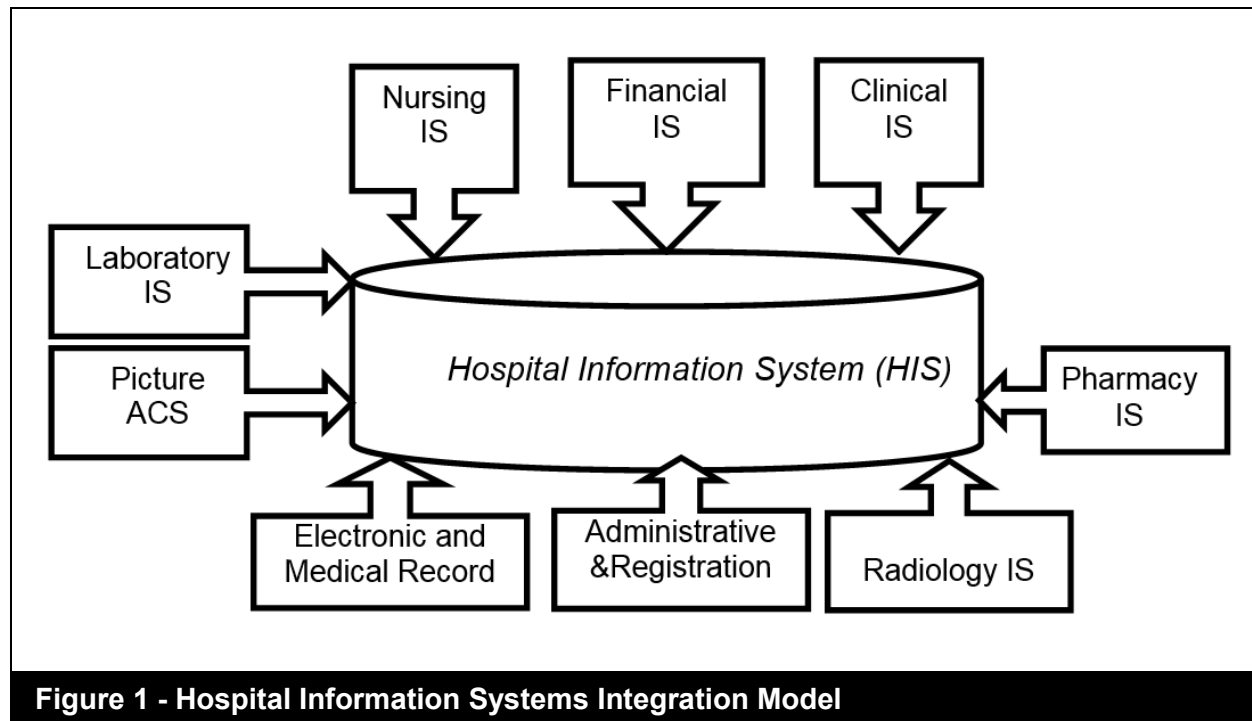 Nursing
IS
Financial
IS
Clinical
IS
Laboratory
IS
Picture
ACS
Hospital Information System (HIS)
Pharmacy
IS
Electronic and
Medical Record
Administrative
&Registration
Radiology IS
Figure 1 - Hospital Information Systems Integration Model